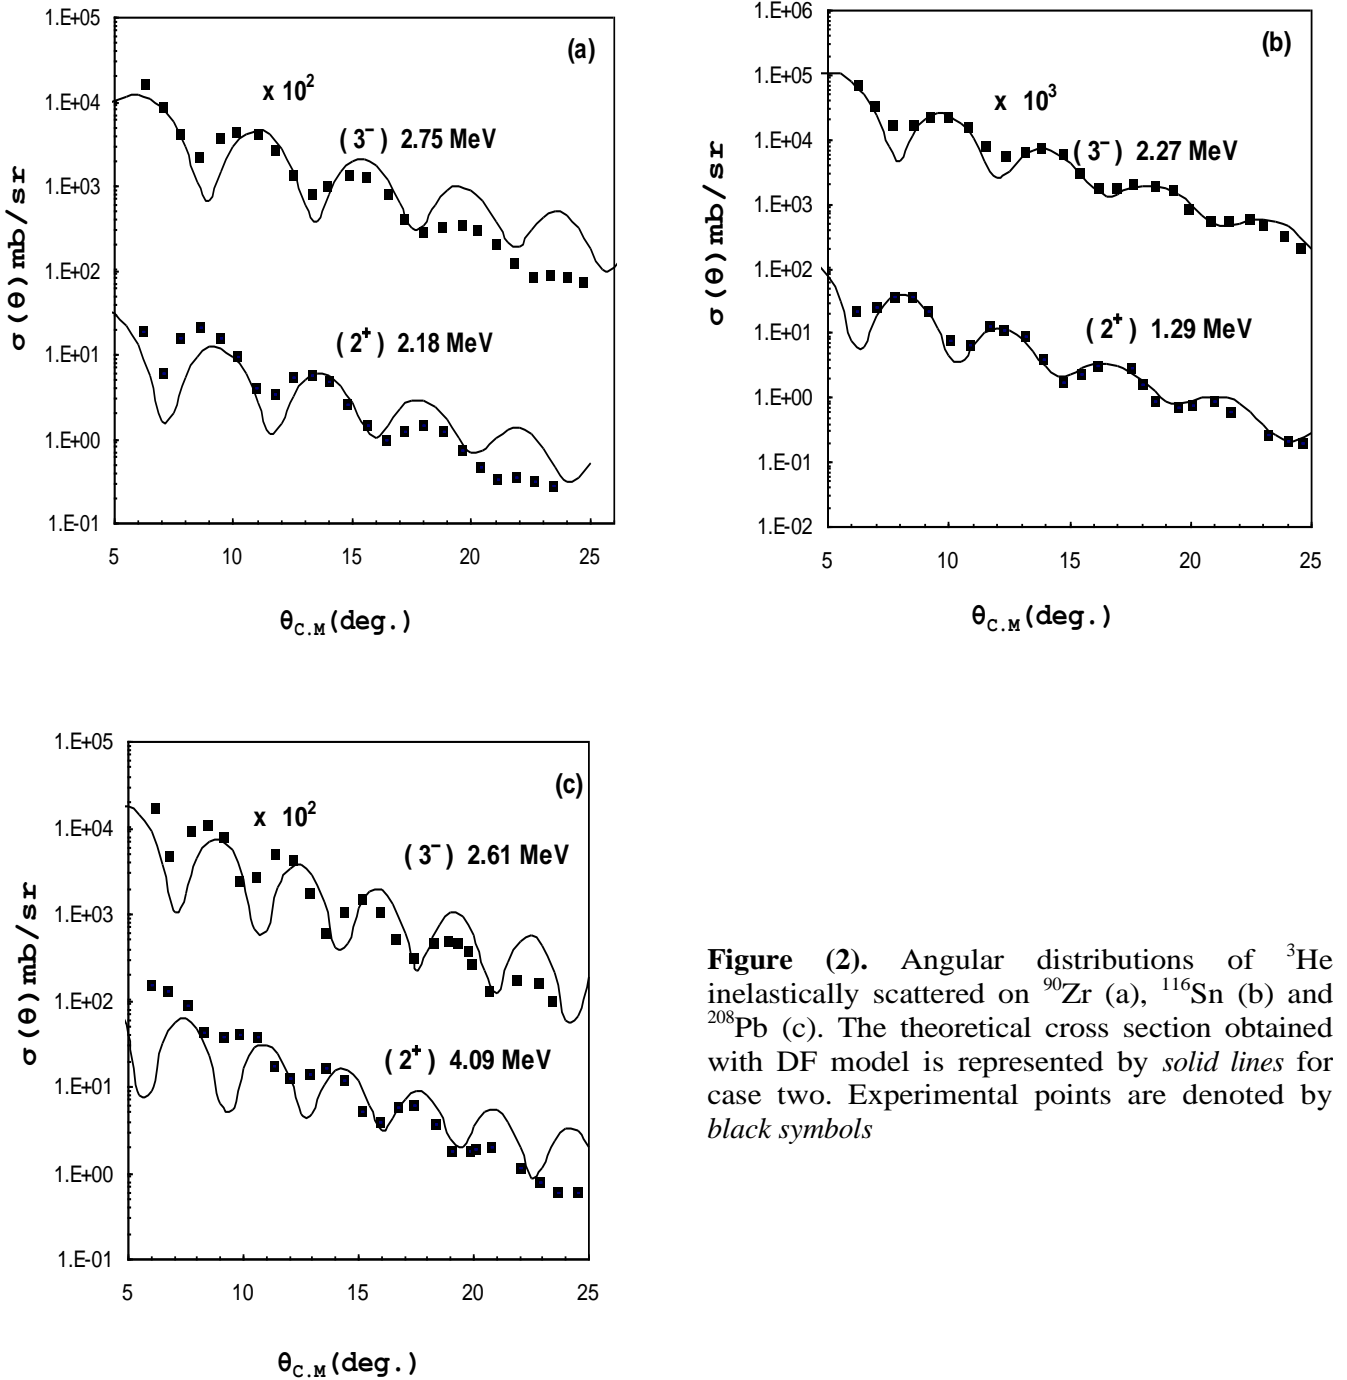 1.E+05
1.E+04
1.E+03
1.E+02
1.E+01
1.E+00
1.E-01
σ (θ) mb/sr
(a)
x 10²
( 3⁻ ) 2.75 MeV
( 2⁺ ) 2.18 MeV
5 10 15 20 25
θC.M (deg.)
1.E+06
1.E+05
1.E+04
1.E+03
1.E+02
1.E+01
1.E+00
1.E-01
1.E-02
σ (θ) mb/sr
(b)
x 10³
( 3⁻ ) 2.27 MeV
( 2⁺ ) 1.29 MeV
5 10 15 20 25
θC.M (deg.)
1.E+05
1.E+04
1.E+03
1.E+02
1.E+01
1.E+00
1.E-01
σ (θ) mb/sr
(c)
x 10²
( 3⁻ ) 2.61 MeV
( 2⁺ ) 4.09 MeV
5 10 15 20 25
θC.M (deg.)
Figure (2). Angular distributions of ³He
inelastically scattered on ⁹⁰Zr (a), ¹¹⁶Sn (b) and
²⁰⁸Pb (c). The theoretical cross section obtained
with DF model is represented by solid lines for
case two. Experimental points are denoted by
black symbols